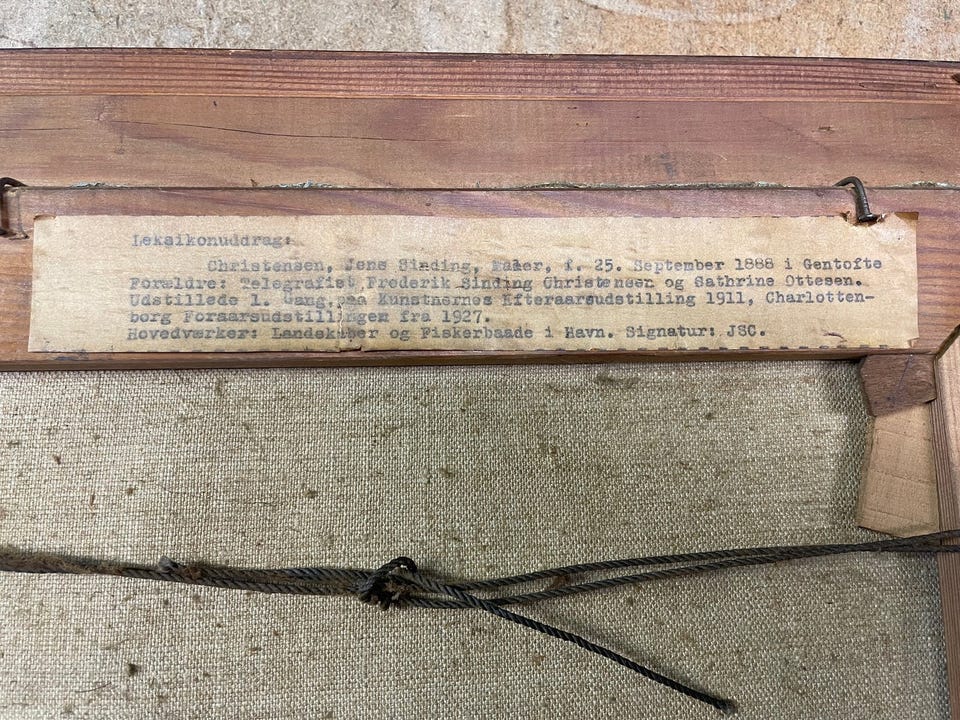 Leksikonuddrag:
Christensen, Jens Sinding, Maler, f. 25. September 1888 i Gentofte
Forældre: Telegrafist Frederik Sinding Christensen og Sathrine Ottesen.
Udstillede 1. Gang paa Kunstnernes Efteraarsudstilling 1911, Charlotten-
borg Foraarsudstillingen fra 1927.
Hovedværker: Landskaber og Fiskerbaade i Havn. Signatur: JSC.